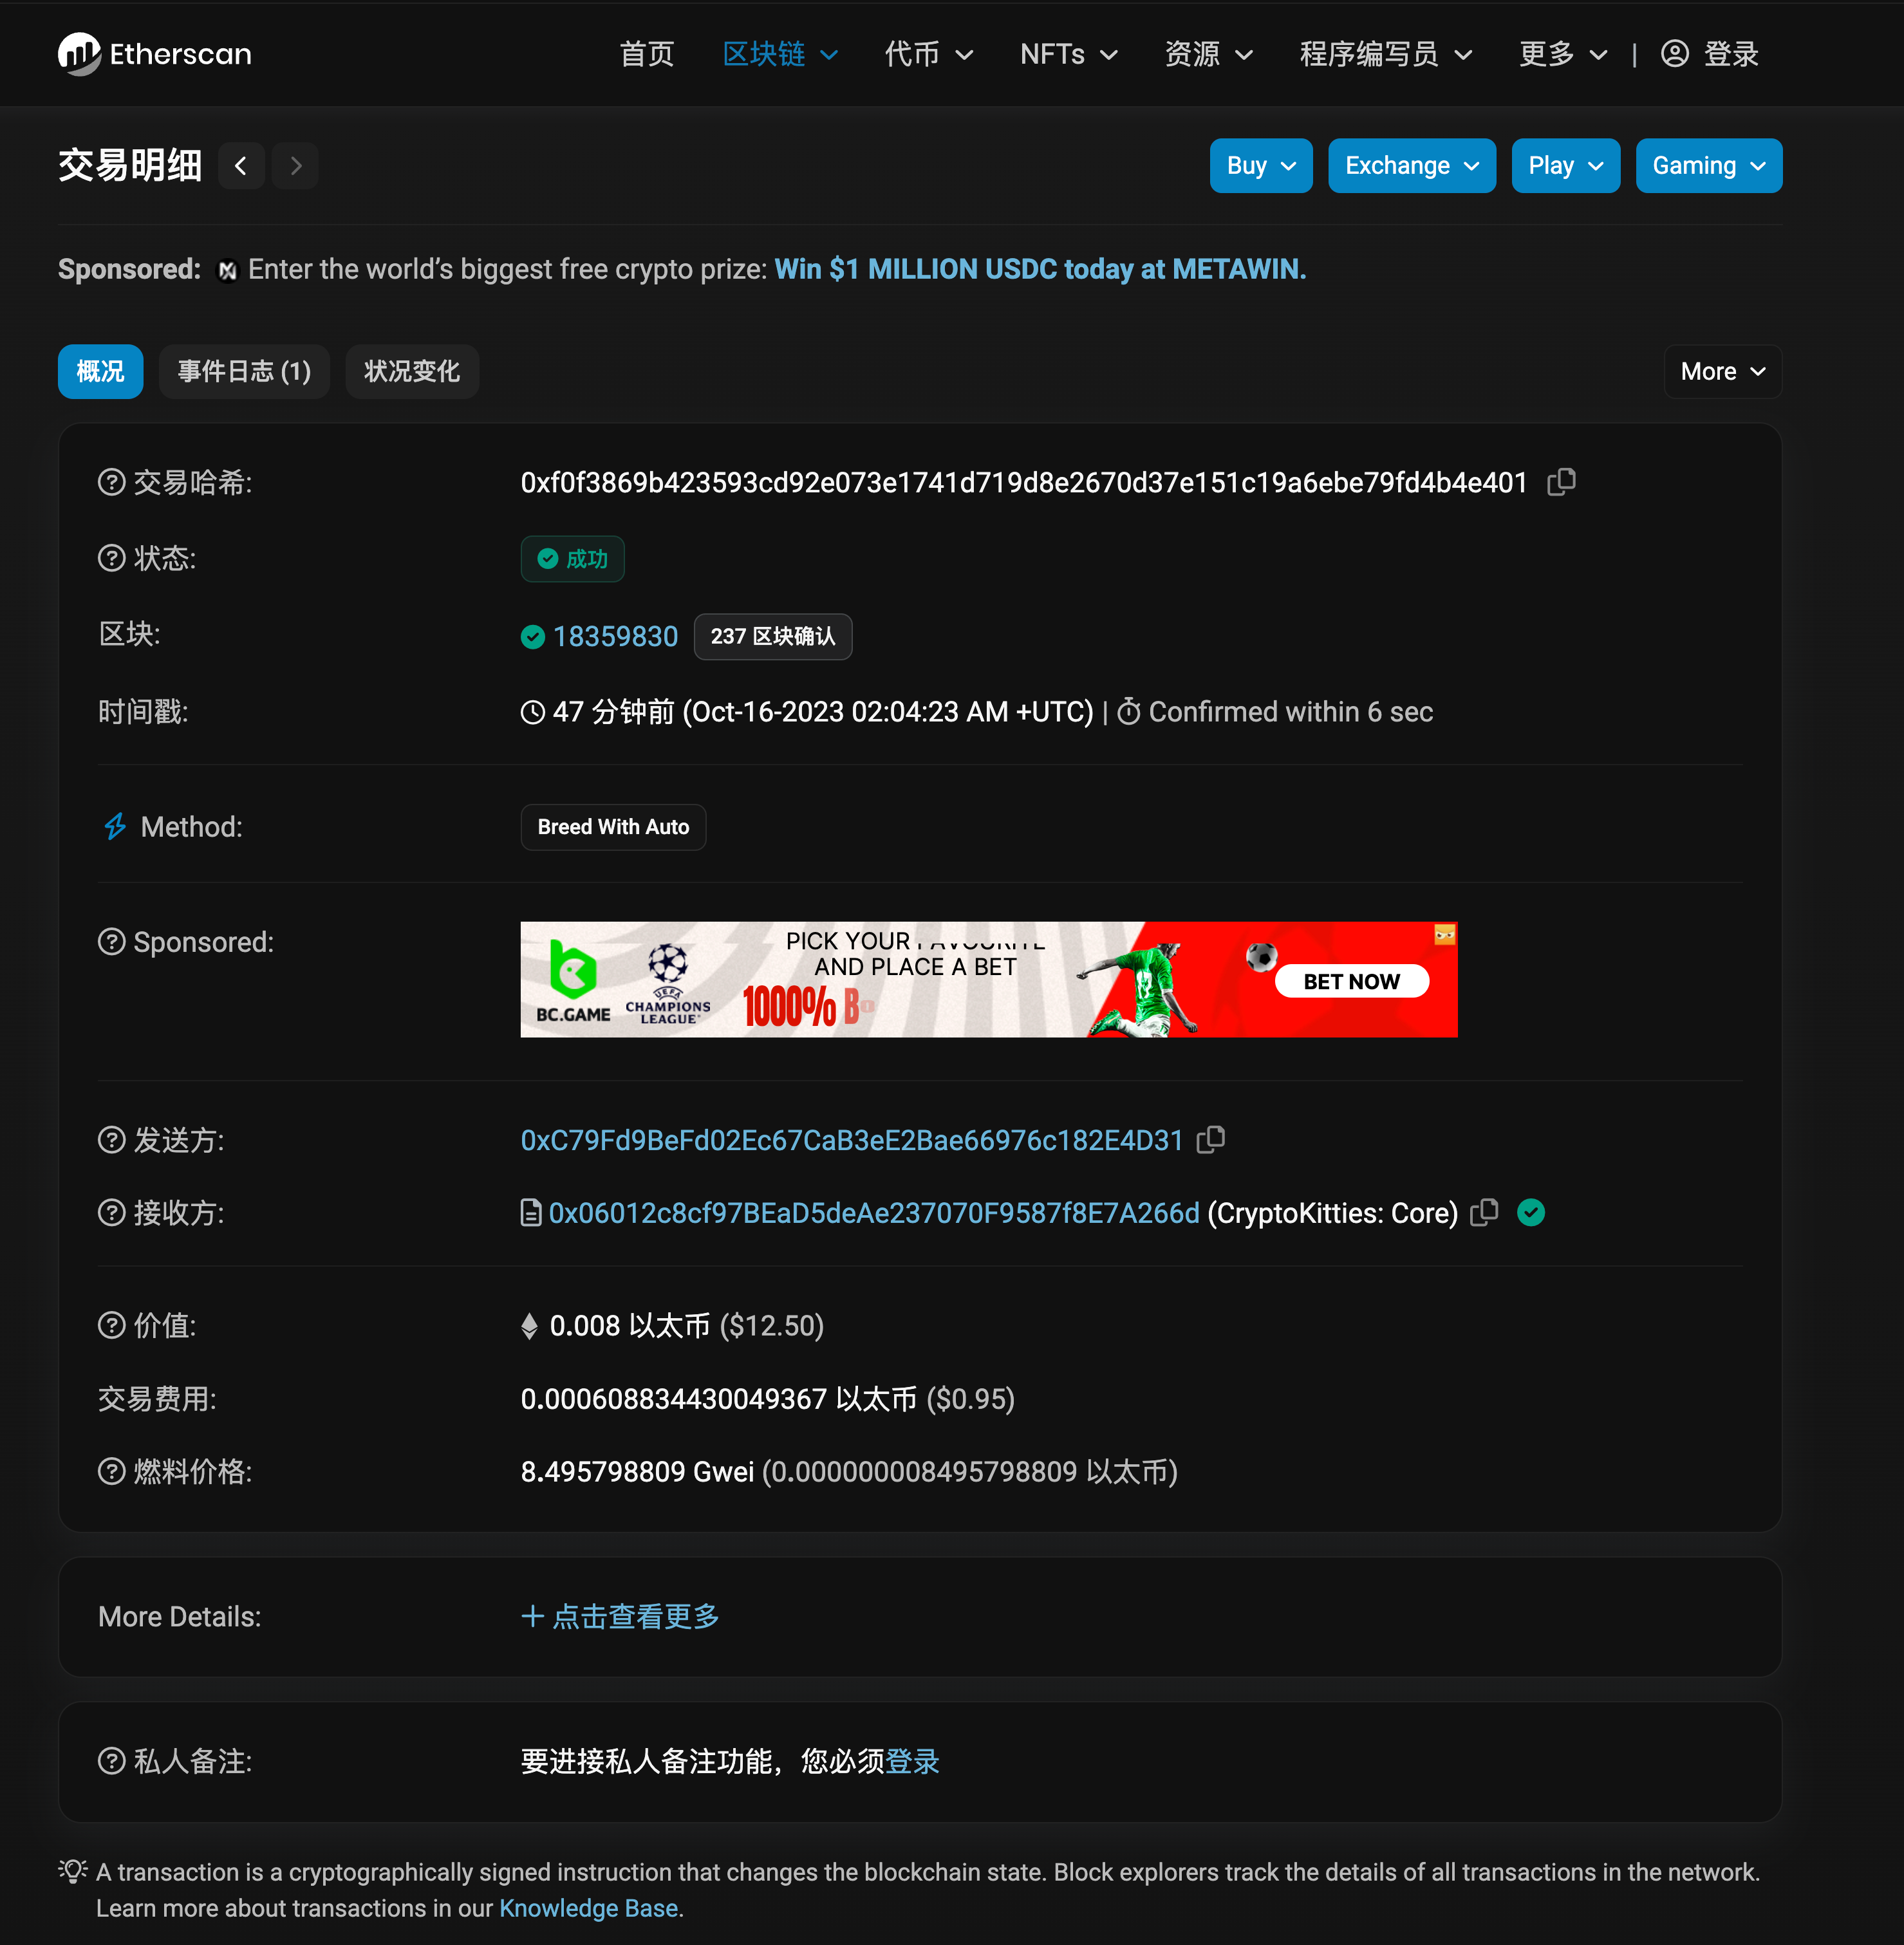 Etherscan
首页 区块链 代币 NFTs 资源 程序编写员 更多 | 登录
交易明细
Buy Exchange Play Gaming
Sponsored: Enter the world’s biggest free crypto prize: Win $1 MILLION USDC today at METAWIN.
概况 事件日志 (1) 状况变化 More
交易哈希: 0xf0f3869b423593cd92e073e1741d719d8e2670d37e151c19a6ebe79fd4b4e401
状态: 成功
区块: 18359830 237 区块确认
时间戳: 47 分钟前 (Oct-16-2023 02:04:23 AM +UTC) | Confirmed within 6 sec
Method: Breed With Auto
Sponsored:
BC.GAME
UEFA
CHAMPIONS
LEAGUE
PICK YOUR
AND PLACE A BET
1000%
BET NOW
发送方: 0xC79Fd9BeFd02Ec67CaB3eE2Bae66976c182E4D31
接收方: 0x06012c8cf97BEaD5deAe237070F9587f8E7A266d (CryptoKitties: Core)
价值: 0.008 以太币 ($12.50)
交易费用: 0.000608834430049367 以太币 ($0.95)
燃料价格: 8.495798809 Gwei (0.000000008495798809 以太币)
More Details: 点击查看更多
私人备注: 要进接私人备注功能，您必须登录
A transaction is a cryptographically signed instruction that changes the blockchain state. Block explorers track the details of all transactions in the network.
Learn more about transactions in our Knowledge Base.